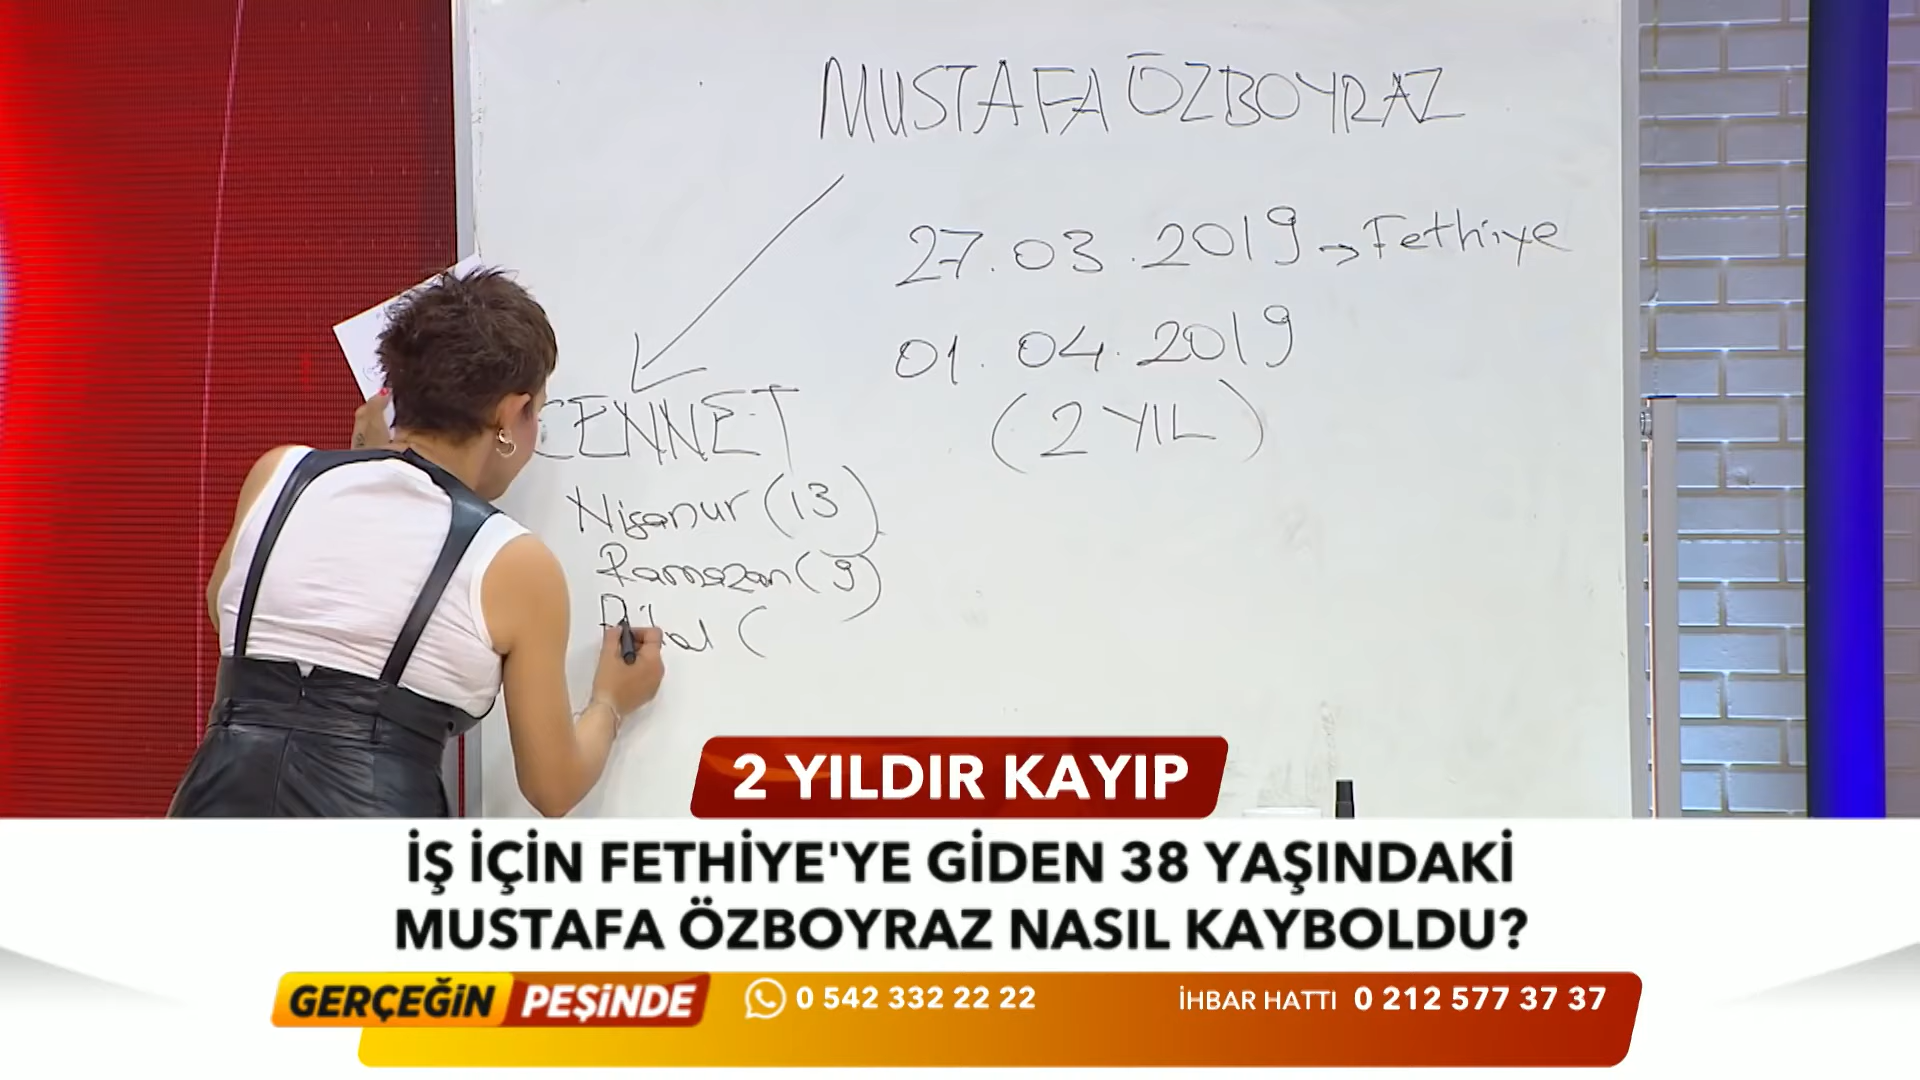 MUSTAFA ÖZBOYRAZ
27.03.2019 → Fethiye
01.04.2019
(2 YIL)
CENNET
Nisanur (13)
Ramazan (9)
(
2 YILDIR KAYIP
İŞ İÇİN FETHİYE'YE GİDEN 38 YAŞINDAKİ
MUSTAFA ÖZBOYRAZ NASIL KAYBOLDU?
GERÇEĞİN PEŞİNDE 0 542 332 22 22 İHBAR HATTI 0 212 577 37 37